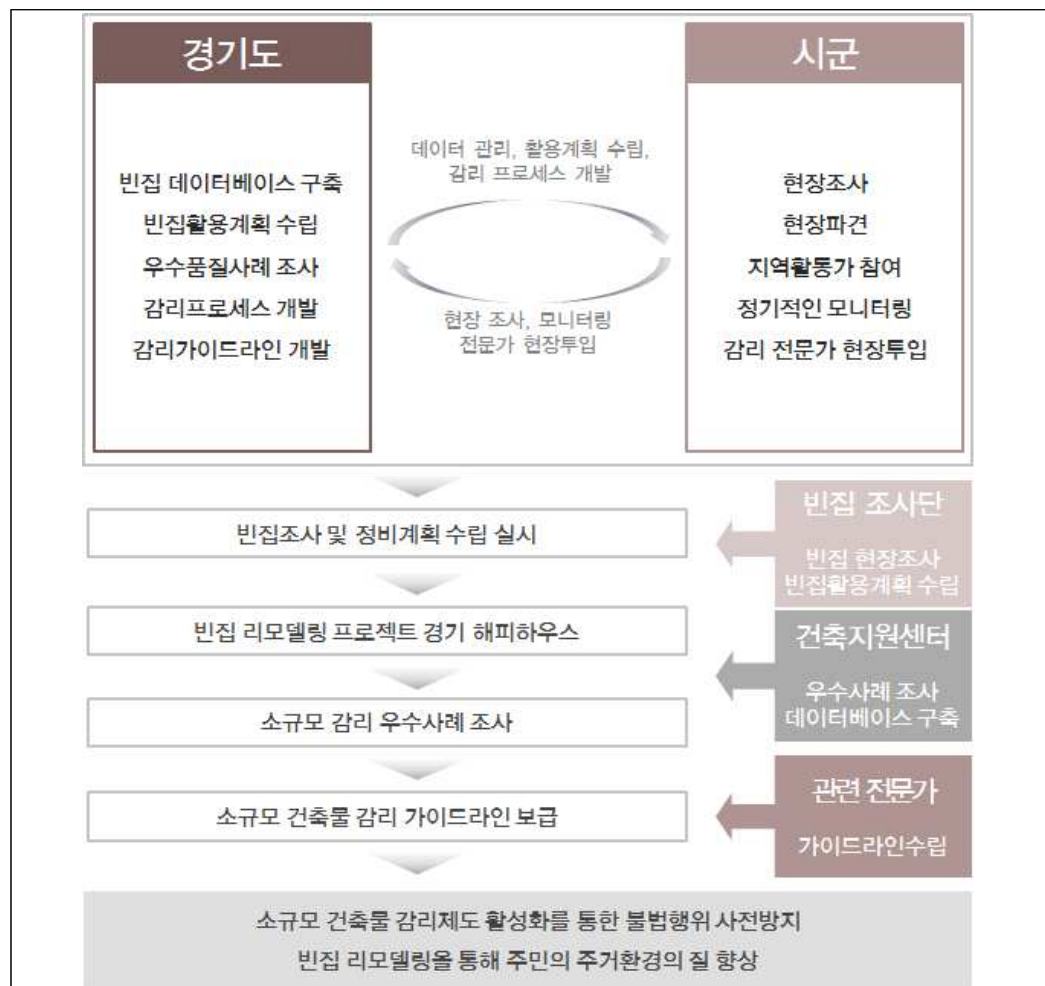 경기도
빈집 데이터베이스 구축
빈집활용계획 수립
우수품질사례 조사
감리프로세스 개발
감리가이드라인 개발
데이터 관리, 활용계획 수립,
감리 프로세스 개발
현장 조사, 모니터링
전문가 현장투입
시군
현장조사
현장파견
지역활동가 참여
정기적인 모니터링
감리 전문가 현장투입
빈집조사 및 정비계획 수립 실시
빈집 조사단
빈집 현장조사
빈집활용계획 수립
빈집 리모델링 프로젝트 경기 해피하우스
건축지원센터
우수사례 조사
데이터베이스 구축
소규모 감리 우수사례 조사
소규모 건축물 감리 가이드라인 보급
관련 전문가
가이드라인수립
소규모 건축물 감리제도 활성화를 통한 불법행위 사전방지
빈집 리모델링을 통해 주민의 주거환경의 질 향상